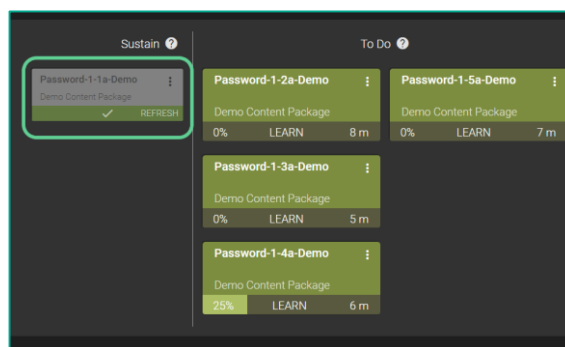 Sustain ?
Password-1-1a-Demo
Demo Content Package
REFRESH
To Do ?
Password-1-2a-Demo
Demo Content Package
0% LEARN 8 m
Password-1-5a-Demo
Demo Content Package
0% LEARN 7 m
Password-1-3a-Demo
Demo Content Package
0% LEARN 5 m
Password-1-4a-Demo
Demo Content Package
25% LEARN 6 m